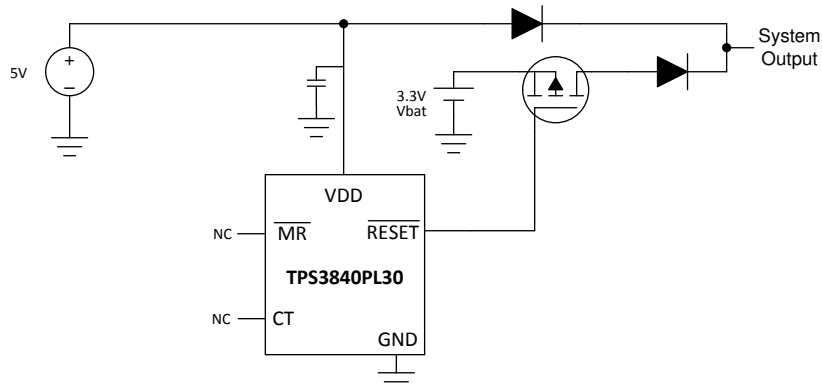 System
Output
5V
+
−
3.3V
Vbat
VDD
NC
MR
RESET
TPS3840PL30
NC
CT
GND